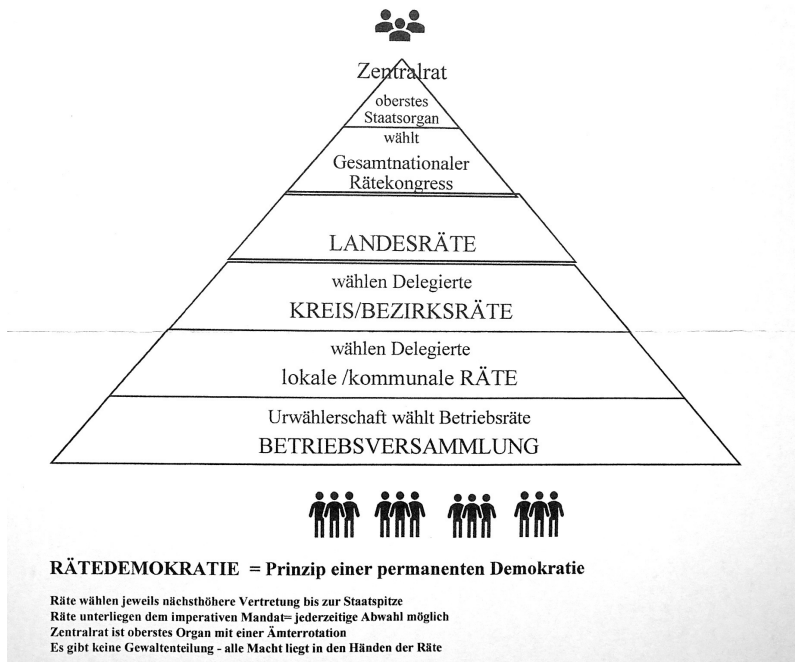 Zentralrat
oberstes
Staatsorgan
wählt
Gesamtnationaler
Rätekongress
LANDESRÄTE
wählen Delegierte
KREIS/BEZIRKSRÄTE
wählen Delegierte
lokale /kommunale RÄTE
Urwählerschaft wählt Betriebsräte
BETRIEBSVERSAMMLUNG
RÄTEDEMOKRATIE = Prinzip einer permanenten Demokratie
Räte wählen jeweils nächsthöhere Vertretung bis zur Staatspitze
Räte unterliegen dem imperativen Mandat= jederzeitige Abwahl möglich
Zentralrat ist oberstes Organ mit einer Ämterrotation
Es gibt keine Gewaltenteilung - alle Macht liegt in den Händen der Räte